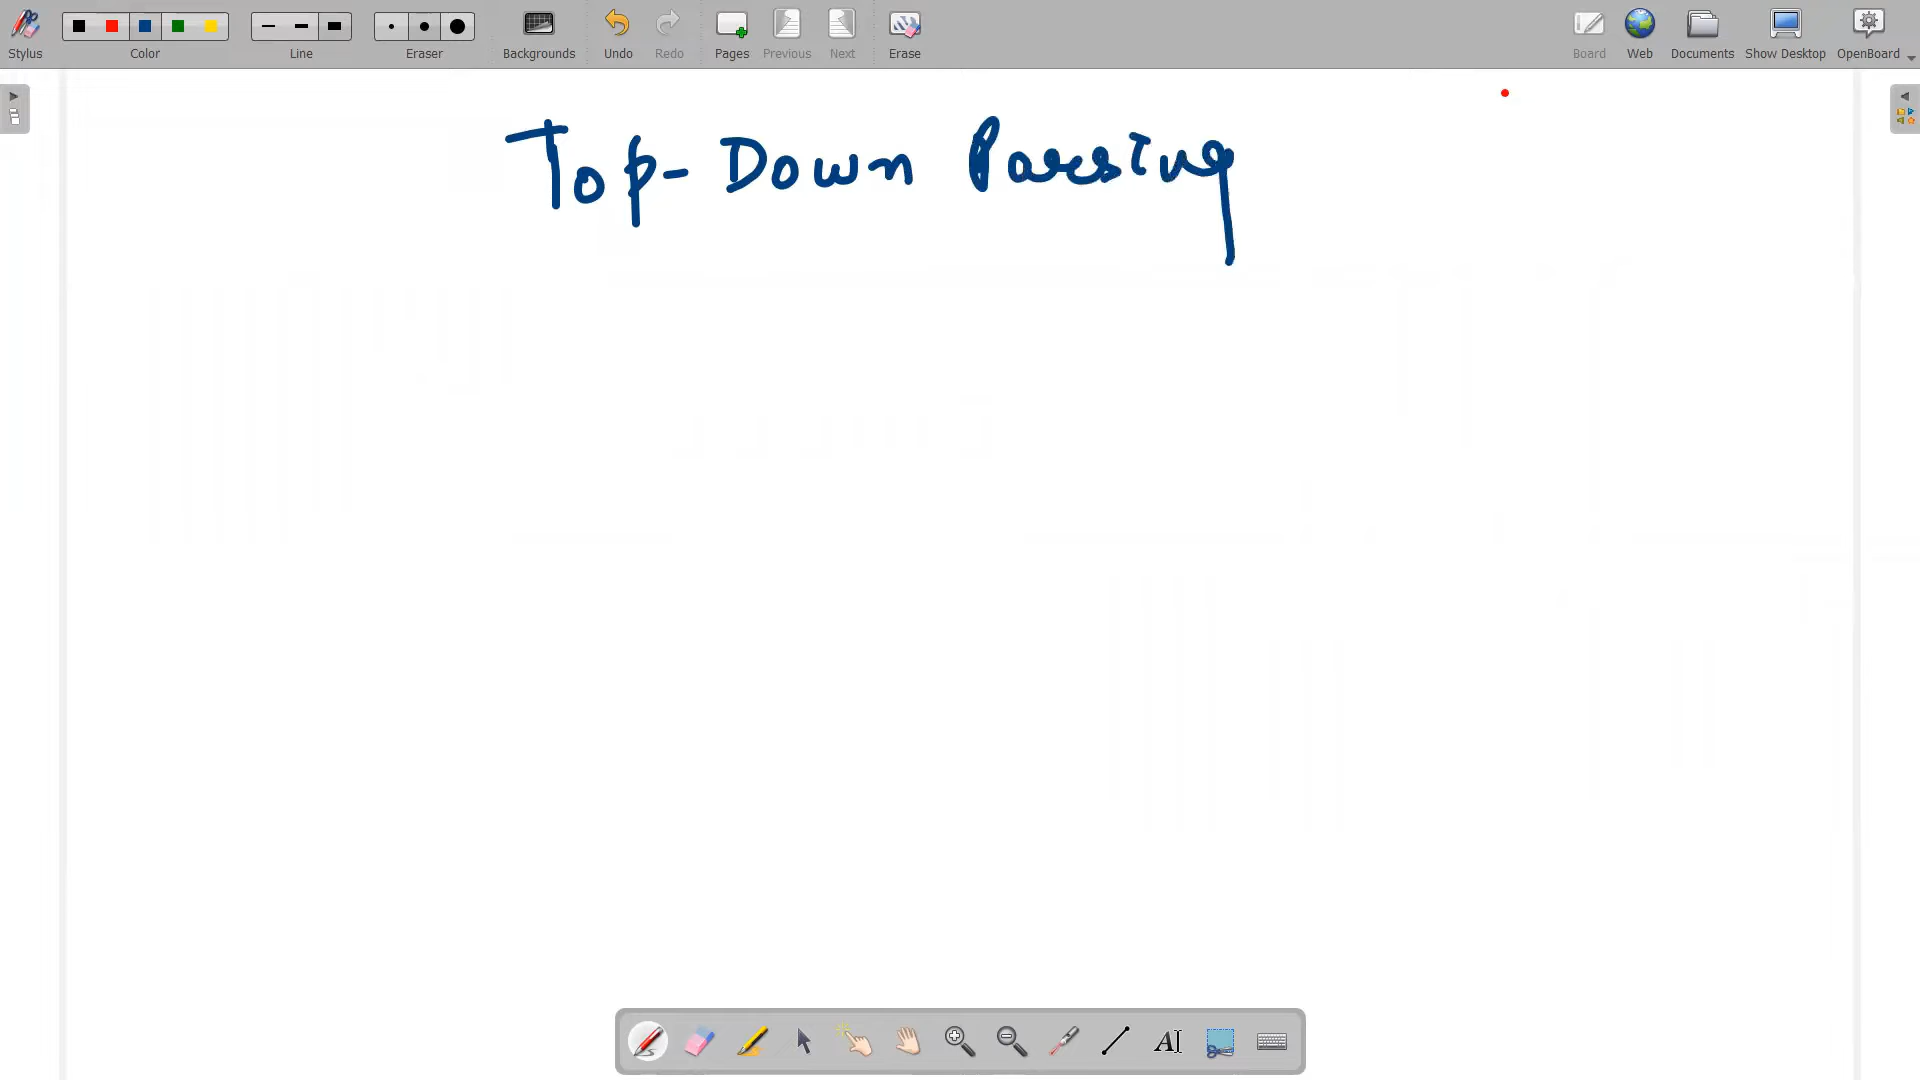 Stylus Color Line Eraser Backgrounds Undo Redo Pages Previous Next Erase Board Web Documents Show Desktop OpenBoard
Top-Down Parsing